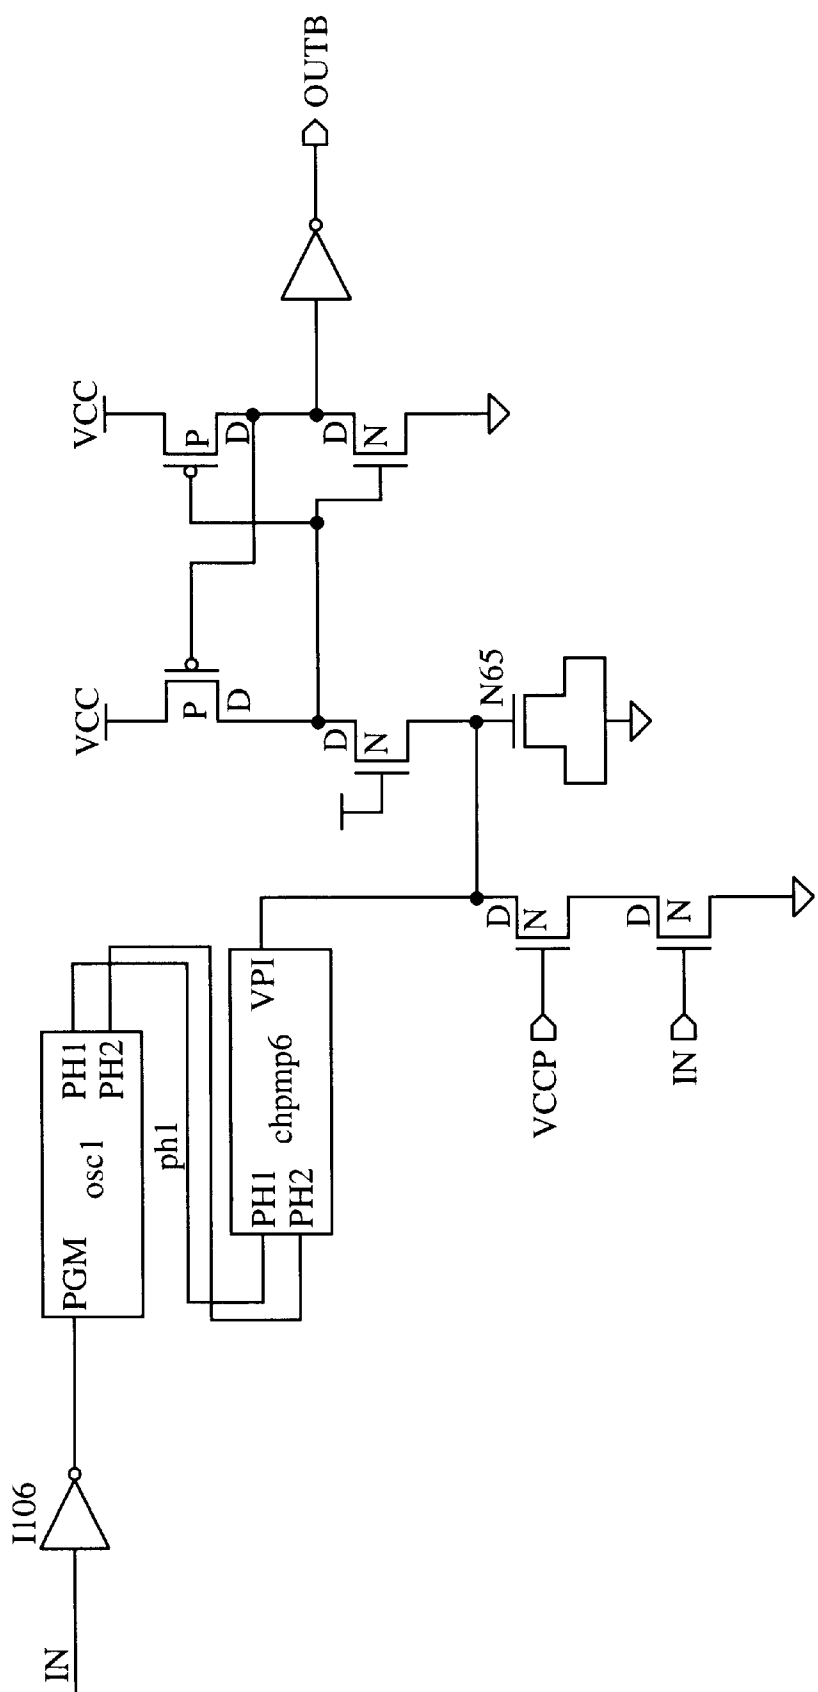 IN
I106
PGM
osc1
PH1
PH2
ph1
PH1
PH2
chpmp6
VPI
VCCP
D
N
IN
D
N
VCC
P
D
D
N
N65
VCC
P
D
D
N
OUTB